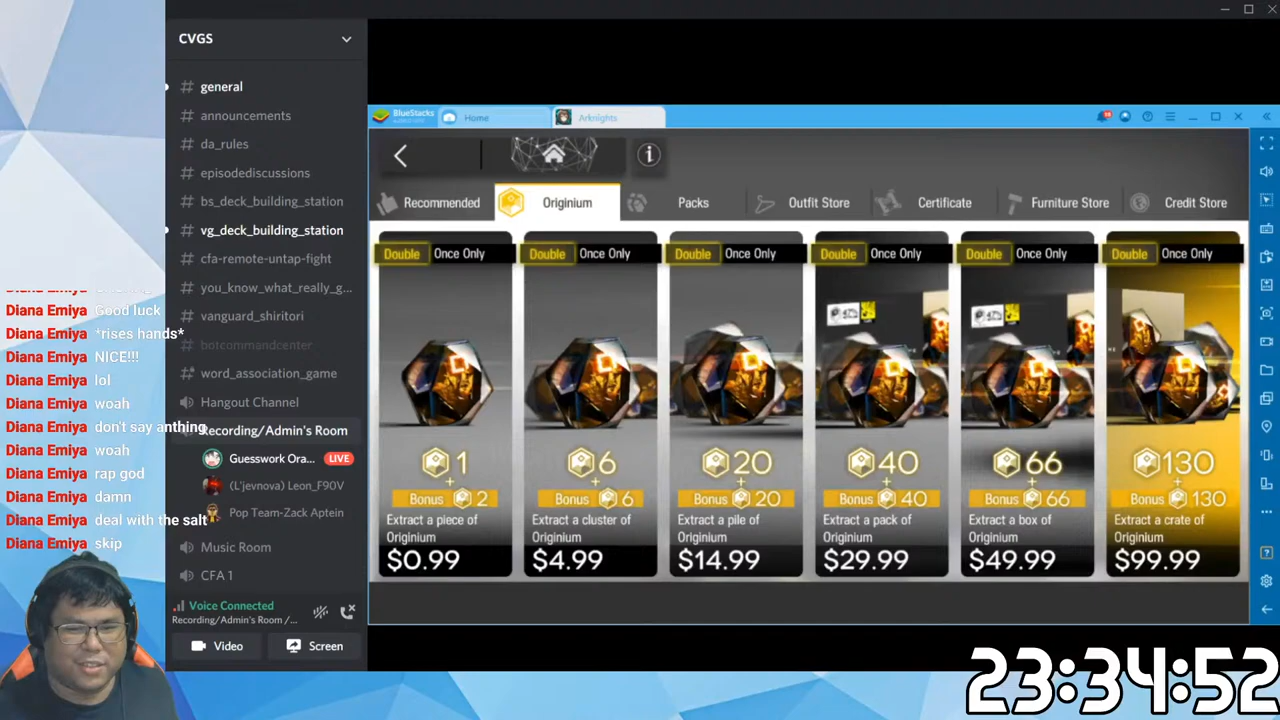 CVGS
general
announcements
da_rules
episodediscussions
bs_deck_building_station
vg_deck_building_station
cfa-remote-untap-fight
you_know_what_really_g...
vanguard_shiritori
botcommandcenter
word_association_game
Hangout Channel
Recording/Admin's Room
Guesswork Ora... LIVE
(L'jevnova) Leon_F90V
Pop Team-Zack Aptein
Music Room
CFA 1
Voice Connected
Recording/Admin's Room /...
Video
Screen
Diana Emiya Good luck
Diana Emiya *rises hands*
Diana Emiya NICE!!!
Diana Emiya lol
Diana Emiya woah
Diana Emiya don't say anthing
Diana Emiya woah
Diana Emiya rap god
Diana Emiya damn
Diana Emiya deal with the salt
Diana Emiya skip
BlueStacks
Home
Arknights
Recommended
Originium
Packs
Outfit Store
Certificate
Furniture Store
Credit Store
Double Once Only
1
+
Bonus 2
Extract a piece of
Originium
$0.99
Double Once Only
6
+
Bonus 6
Extract a cluster of
Originium
$4.99
Double Once Only
20
+
Bonus 20
Extract a pile of
Originium
$14.99
Double Once Only
40
+
Bonus 40
Extract a pack of
Originium
$29.99
Double Once Only
66
+
Bonus 66
Extract a box of
Originium
$49.99
Double Once Only
130
+
Bonus 130
Extract a crate of
Originium
$99.99
23:34:52